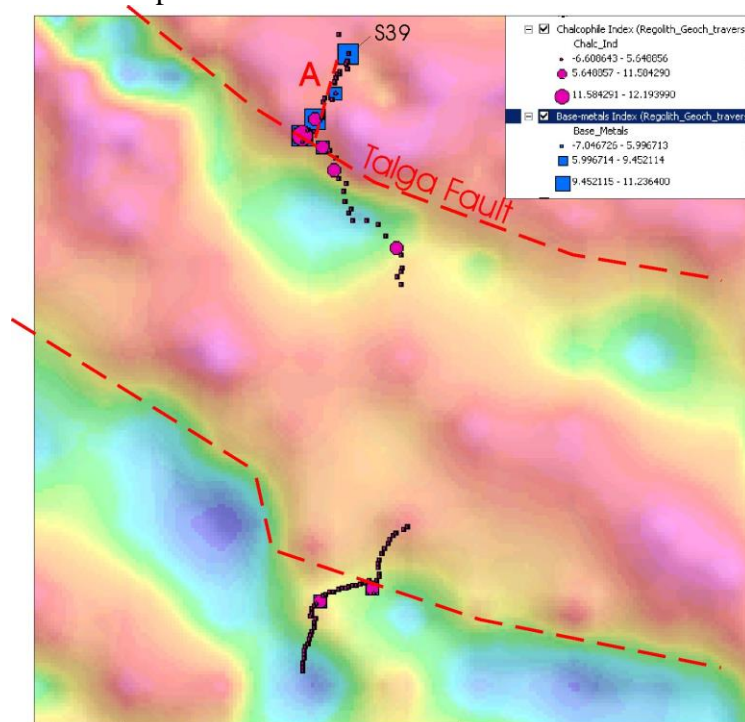 S39
A
Talga Fault
Chalcophile Index (Regolith_Geoch_travers
Chalc_Ind
-6.608643 - 5.648856
5.648857 - 11.584290
11.584291 - 12.193990
Base-metals Index (Regolith_Geoch_travers
Base_Metals
-7.046726 - 5.996713
5.996714 - 9.452114
9.452115 - 11.236400